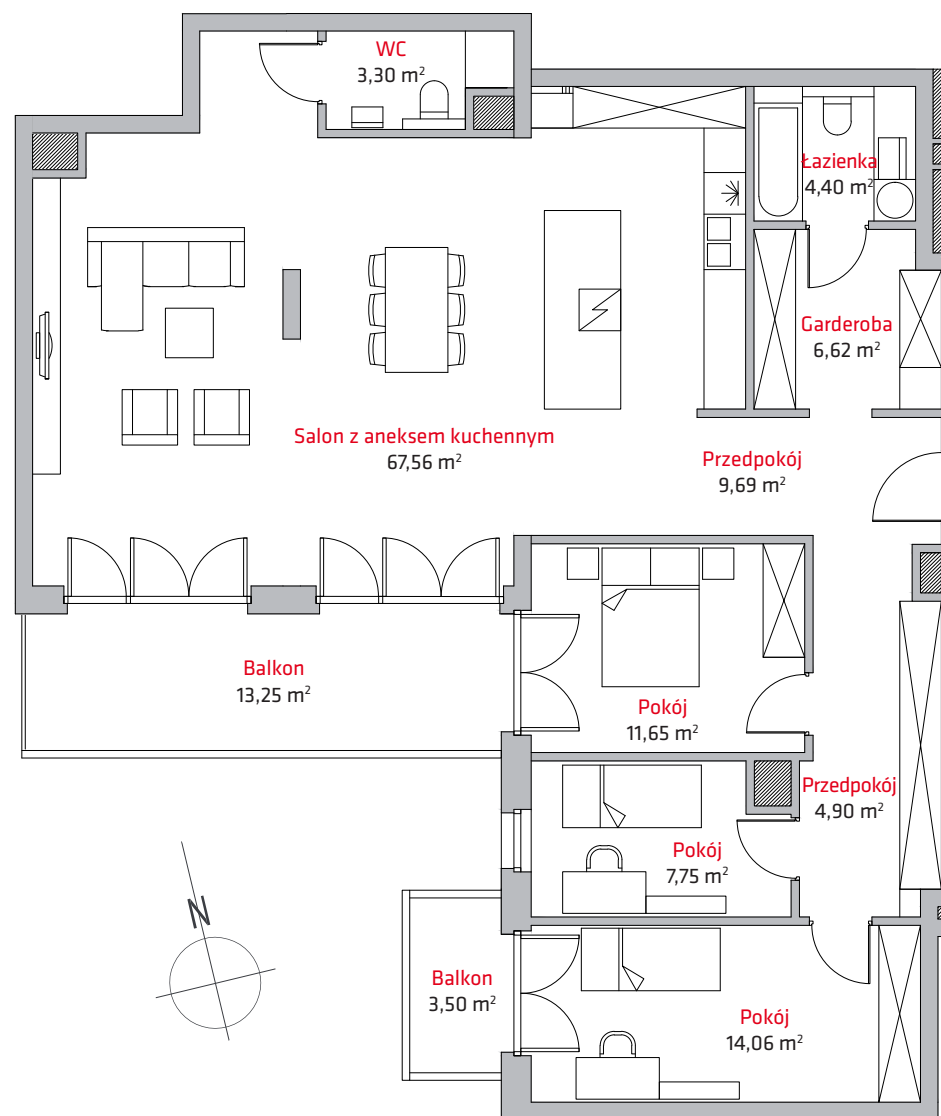 WC
3,30 m²
Łazienka
4,40 m²
Garderoba
6,62 m²
Salon z aneksem kuchennym
67,56 m²
Przedpokój
9,69 m²
Balkon
13,25 m²
Pokój
11,65 m²
Przedpokój
4,90 m²
Pokój
7,75 m²
N
Balkon
3,50 m²
Pokój
14,06 m²